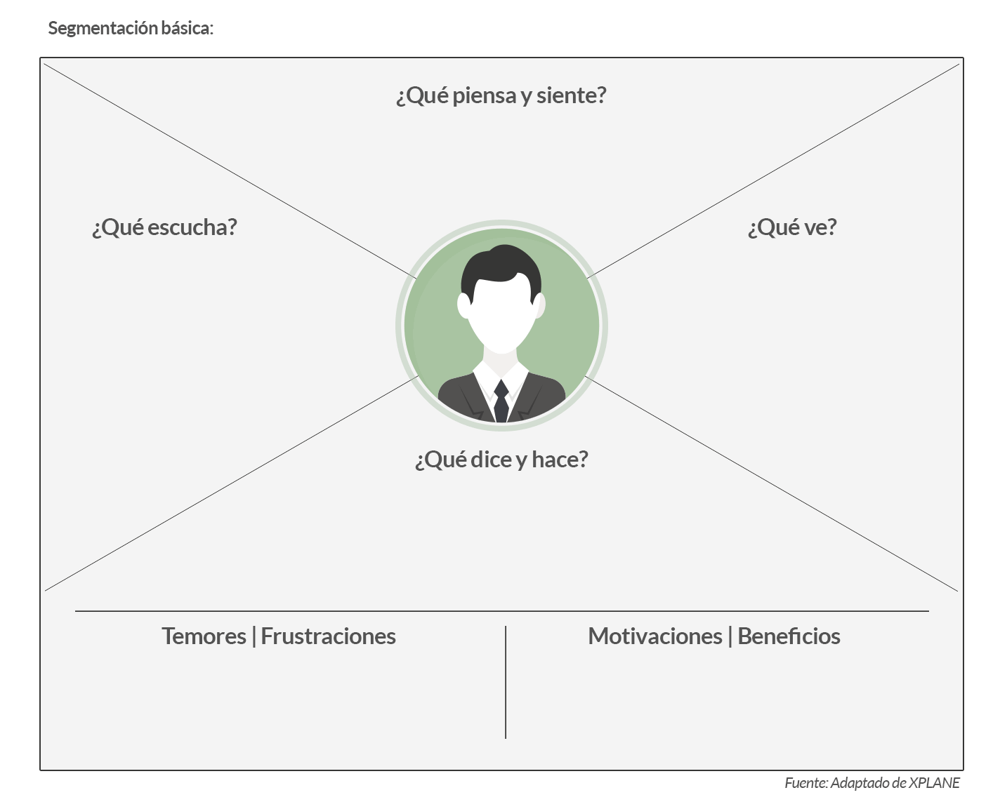 Segmentación básica:
¿Qué piensa y siente?
¿Qué escucha?
¿Qué ve?
¿Qué dice y hace?
Temores | Frustraciones
Motivaciones | Beneficios
Fuente: Adaptado de XPLANE